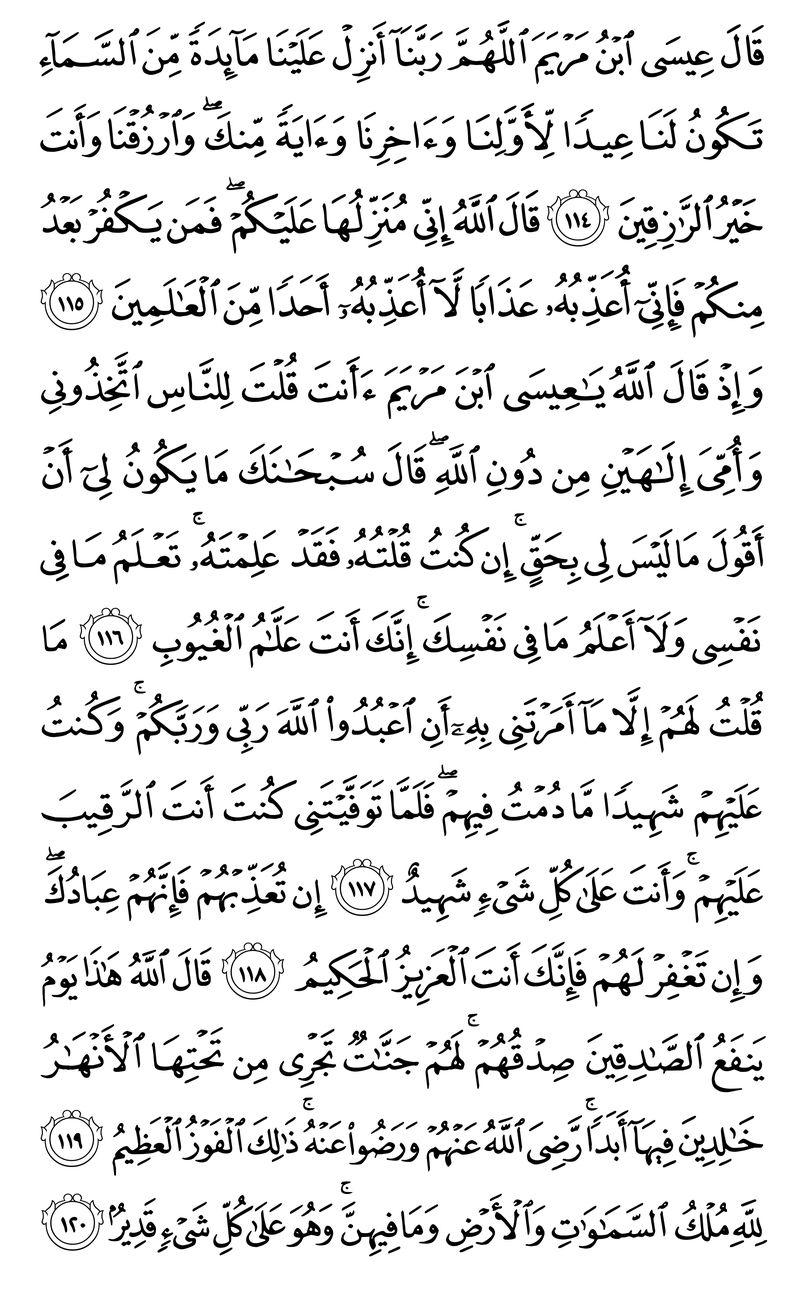 قَالَ عِيسَى ٱبۡنُ مَرۡيَمَ ٱللَّهُمَّ رَبَّنَآ أَنزِلۡ عَلَيۡنَا مَآئِدَةٗ مِّنَ ٱلسَّمَآءِ
تَكُونُ لَنَا عِيدٗا لِّأَوَّلِنَا وَءَاخِرِنَا وَءَايَةٗ مِّنكَۖ وَٱرۡزُقۡنَا وَأَنتَ
خَيۡرُ ٱلرَّٰزِقِينَ ١١٤ قَالَ ٱللَّهُ إِنِّي مُنَزِّلُهَا عَلَيۡكُمۡۖ فَمَن يَكۡفُرۡ بَعۡدُ
مِنكُمۡ فَإِنِّيٓ أُعَذِّبُهُۥ عَذَابٗا لَّآ أُعَذِّبُهُۥٓ أَحَدٗا مِّنَ ٱلۡعَٰلَمِينَ ١١٥
وَإِذۡ قَالَ ٱللَّهُ يَٰعِيسَى ٱبۡنَ مَرۡيَمَ ءَأَنتَ قُلۡتَ لِلنَّاسِ ٱتَّخِذُونِي
وَأُمِّيَ إِلَٰهَيۡنِ مِن دُونِ ٱللَّهِۖ قَالَ سُبۡحَٰنَكَ مَا يَكُونُ لِيٓ أَنۡ
أَقُولَ مَا لَيۡسَ لِي بِحَقٍّۚ إِن كُنتُ قُلۡتُهُۥ فَقَدۡ عَلِمۡتَهُۥۚ تَعۡلَمُ مَا فِي
نَفۡسِي وَلَآ أَعۡلَمُ مَا فِي نَفۡسِكَۚ إِنَّكَ أَنتَ عَلَّٰمُ ٱلۡغُيُوبِ ١١٦ مَا
قُلۡتُ لَهُمۡ إِلَّا مَآ أَمَرۡتَنِي بِهِۦٓ أَنِ ٱعۡبُدُواْ ٱللَّهَ رَبِّي وَرَبَّكُمۡۚ وَكُنتُ
عَلَيۡهِمۡ شَهِيدٗا مَّا دُمۡتُ فِيهِمۡۖ فَلَمَّا تَوَفَّيۡتَنِي كُنتَ أَنتَ ٱلرَّقِيبَ
عَلَيۡهِمۡۚ وَأَنتَ عَلَىٰ كُلِّ شَيۡءٖ شَهِيدٌ ١١٧ إِن تُعَذِّبۡهُمۡ فَإِنَّهُمۡ عِبَادُكَۖ
وَإِن تَغۡفِرۡ لَهُمۡ فَإِنَّكَ أَنتَ ٱلۡعَزِيزُ ٱلۡحَكِيمُ ١١٨ قَالَ ٱللَّهُ هَٰذَا يَوۡمُ
يَنفَعُ ٱلصَّٰدِقِينَ صِدۡقُهُمۡۚ لَهُمۡ جَنَّٰتٞ تَجۡرِي مِن تَحۡتِهَا ٱلۡأَنۡهَٰرُ
خَٰلِدِينَ فِيهَآ أَبَدٗاۚ رَّضِيَ ٱللَّهُ عَنۡهُمۡ وَرَضُواْ عَنۡهُۚ ذَٰلِكَ ٱلۡفَوۡزُ ٱلۡعَظِيمُ ١١٩
لِلَّهِ مُلۡكُ ٱلسَّمَٰوَٰتِ وَٱلۡأَرۡضِ وَمَا فِيهِنَّۚ وَهُوَ عَلَىٰ كُلِّ شَيۡءٖ قَدِيرُۢ ١٢٠